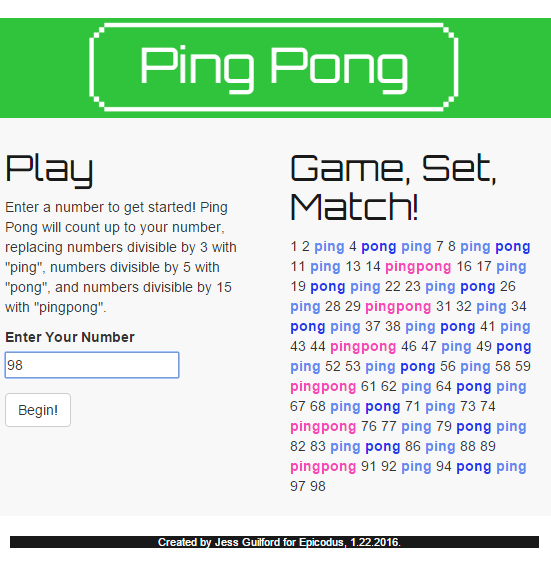 Ping Pong
Play
Enter a number to get started! Ping
Pong will count up to your number,
replacing numbers divisible by 3 with
"ping", numbers divisible by 5 with
"pong", and numbers divisible by 15
with "pingpong".
Enter Your Number
98
Begin!
Game, Set,
Match!
1 2 ping 4 pong ping 7 8 ping pong
11 ping 13 14 pingpong 16 17 ping
19 pong ping 22 23 ping pong 26
ping 28 29 pingpong 31 32 ping 34
pong ping 37 38 ping pong 41 ping
43 44 pingpong 46 47 ping 49 pong
ping 52 53 ping pong 56 ping 58 59
pingpong 61 62 ping 64 pong ping
67 68 ping pong 71 ping 73 74
pingpong 76 77 ping 79 pong ping
82 83 ping pong 86 ping 88 89
pingpong 91 92 ping 94 pong ping
97 98
Created by Jess Guilford for Epicodus, 1.22.2016.